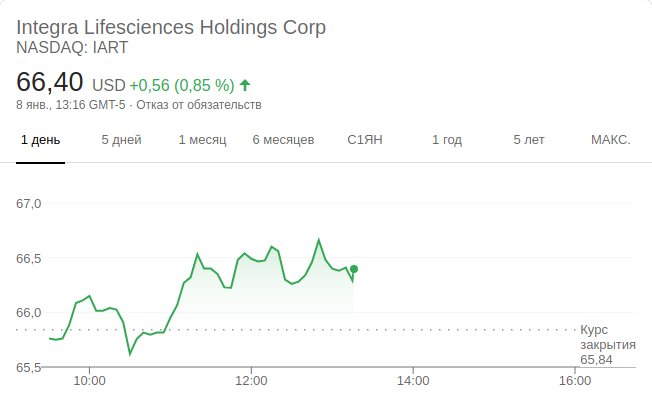 Integra Lifesciences Holdings Corp
NASDAQ: IART
66,40 USD +0,56 (0,85 %)
8 янв., 13:16 GMT-5 · Отказ от обязательств
1 день 5 дней 1 месяц 6 месяцев С1ЯН 1 год 5 лет МАКС.
67,0
66,5
66,0
Курс
закрытия
65,84
65,5
10:00 12:00 14:00 16:00